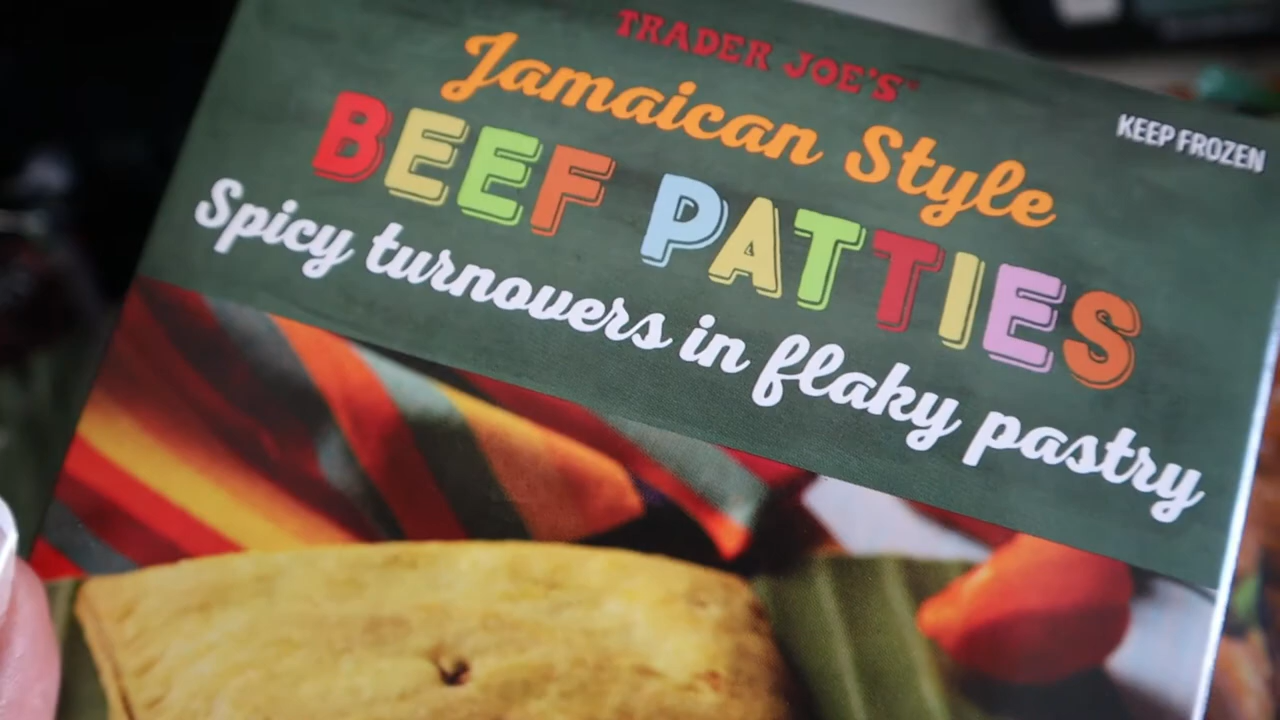 TRADER JOE'S
Jamaican Style
KEEP FROZEN
BEEF PATTIES
Spicy turnovers in flaky pastry